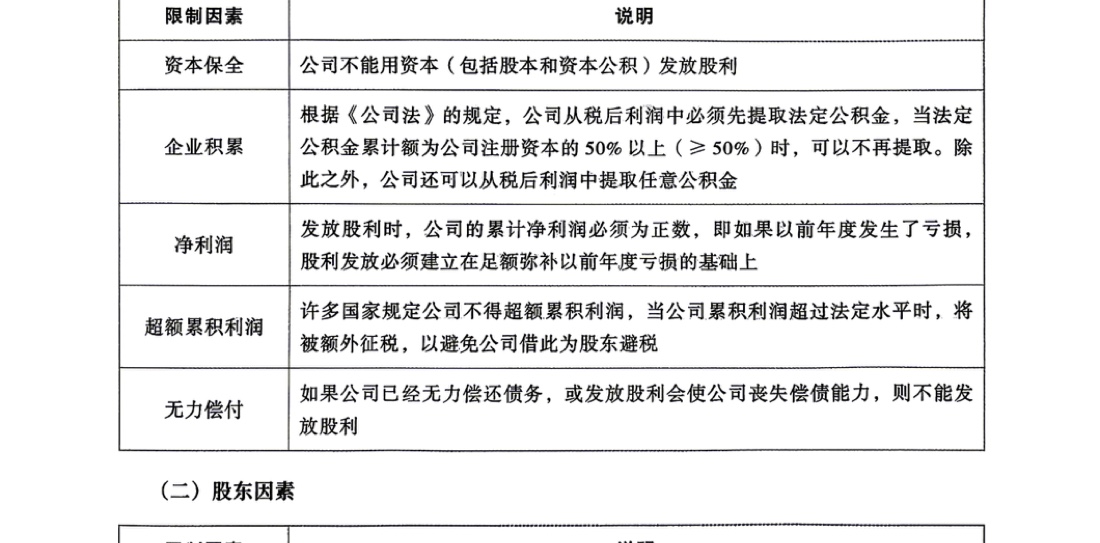 限制因素 说明
资本保全 公司不能用资本（包括股本和资本公积）发放股利
根据《公司法》的规定，公司从税后利润中必须先提取法定公积金，当法定
企业积累 公积金累计额为公司注册资本的 50% 以上（≥ 50%）时，可以不再提取。除
此之外，公司还可以从税后利润中提取任意公积金
净利润 发放股利时，公司的累计净利润必须为正数，即如果以前年度发生了亏损，
股利发放必须建立在足额弥补以前年度亏损的基础上
超额累积利润 许多国家规定公司不得超额累积利润，当公司累积利润超过法定水平时，将
被额外征税，以避免公司借此为股东避税
无力偿付 如果公司已经无力偿还债务，或发放股利会使公司丧失偿债能力，则不能发
放股利
（二）股东因素